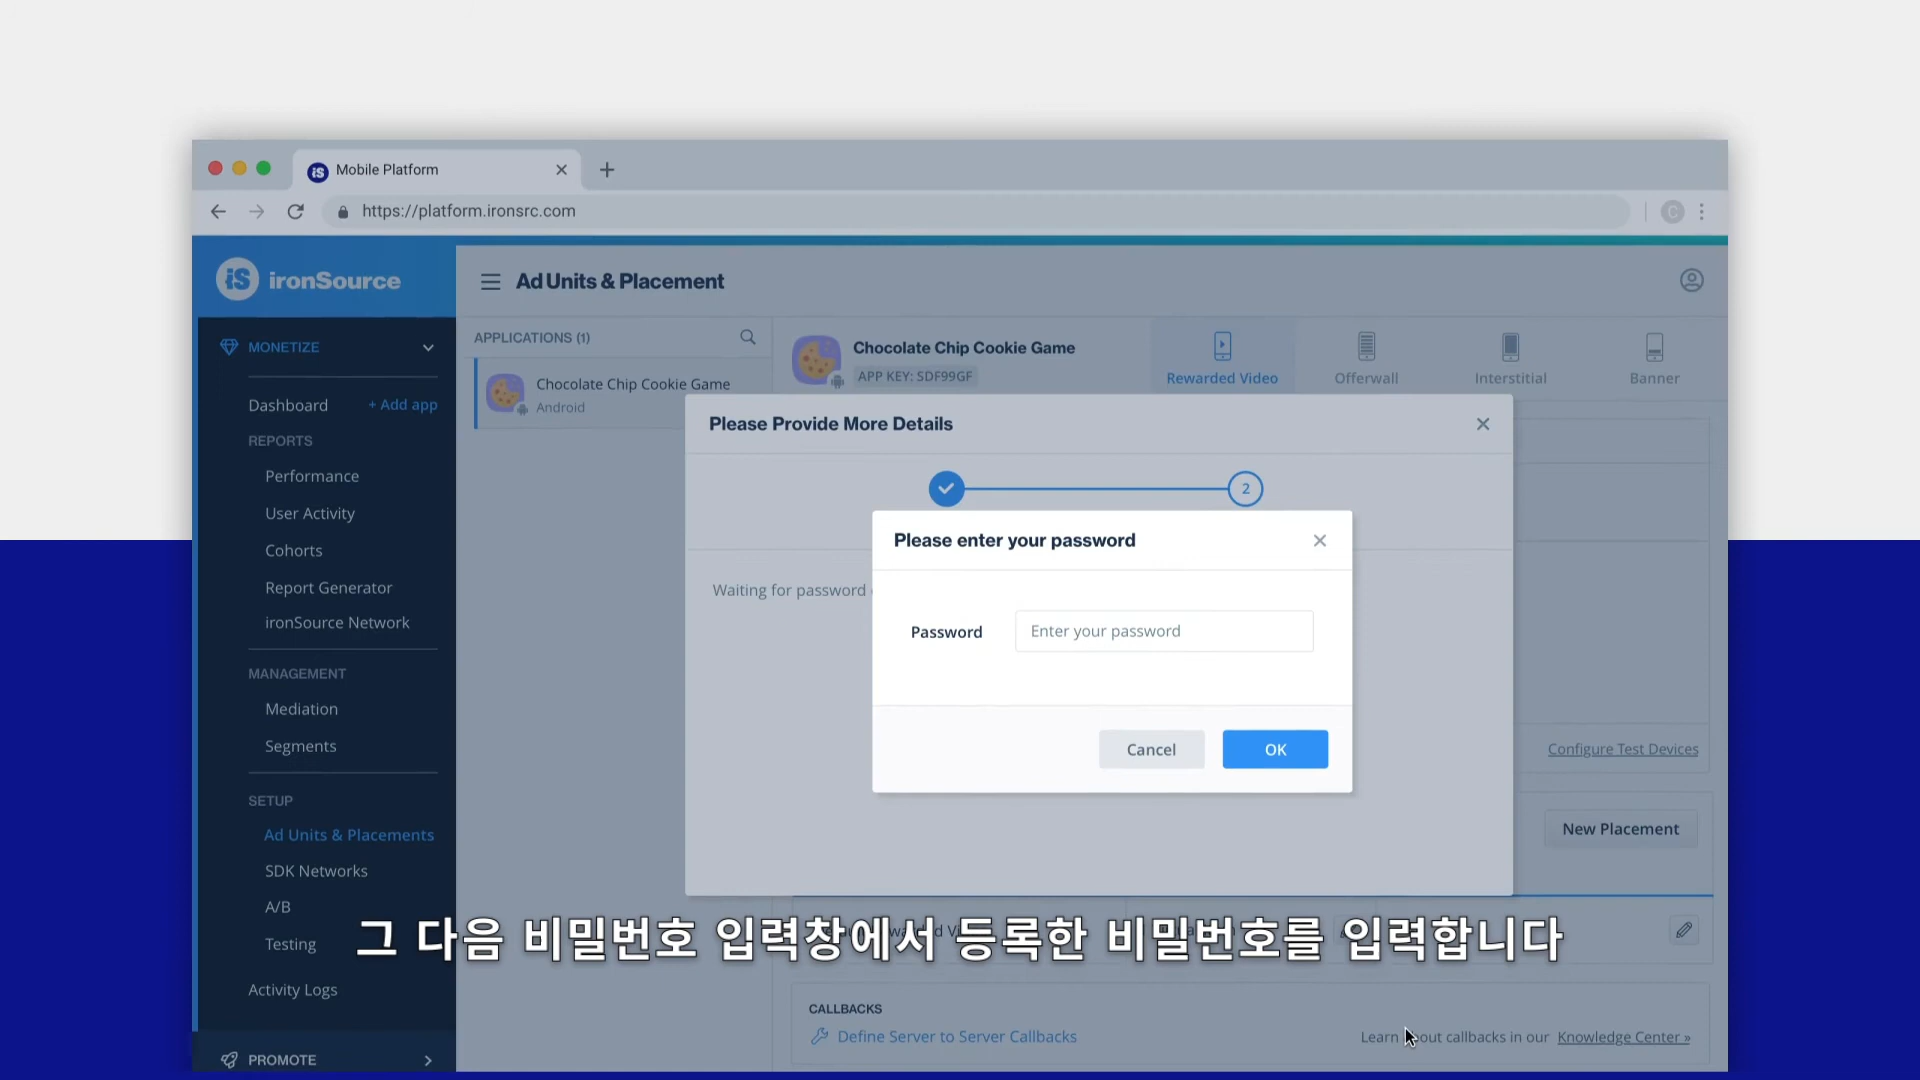 Mobile Platform
https://platform.ironsrc.com
C
iS ironSource
Ad Units & Placement
MONETIZE
Dashboard + Add app
REPORTS
Performance
User Activity
Cohorts
Report Generator
ironSource Network
MANAGEMENT
Mediation
Segments
SETUP
Ad Units & Placements
SDK Networks
A/B
Testing
Activity Logs
PROMOTE
APPLICATIONS (1)
Chocolate Chip Cookie Game
Android
Chocolate Chip Cookie Game
APP KEY: SDF99GF
Rewarded Video
Offerwall
Interstitial
Banner
Please Provide More Details
2
Waiting for password
Please enter your password
Password Enter your password
Cancel OK
Configure Test Devices
New Placement
그 다음 비밀번호 입력창에서 등록한 비밀번호를 입력합니다
CALLBACKS
Define Server to Server Callbacks
Learn about callbacks in our Knowledge Center »